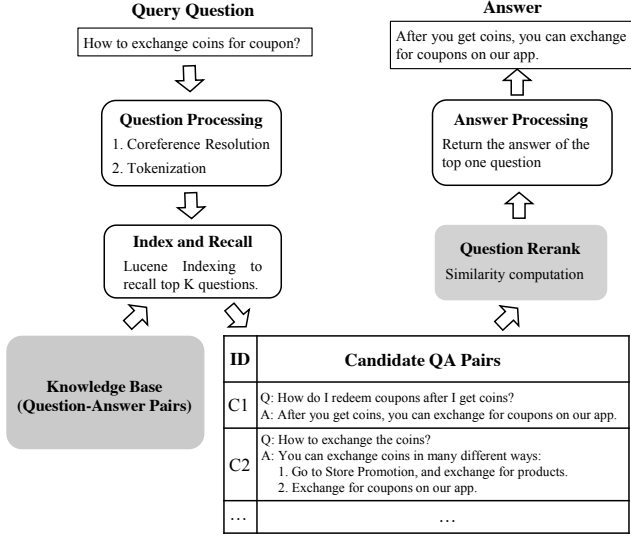 Query Question
How to exchange coins for coupon?
Question Processing
1. Coreference Resolution
2. Tokenization
Index and Recall
Lucene Indexing to
recall top K questions.
Knowledge Base
(Question-Answer Pairs)
Answer
After you get coins, you can exchange
for coupons on our app.
Answer Processing
Return the answer of the
top one question
Question Rerank
Similarity computation
ID
Candidate QA Pairs
C1
Q: How do I redeem coupons after I get coins?
A: After you get coins, you can exchange for coupons on our app.
C2
Q: How to exchange the coins?
A: You can exchange coins in many different ways:
1. Go to Store Promotion, and exchange for products.
2. Exchange for coupons on our app.
…
…